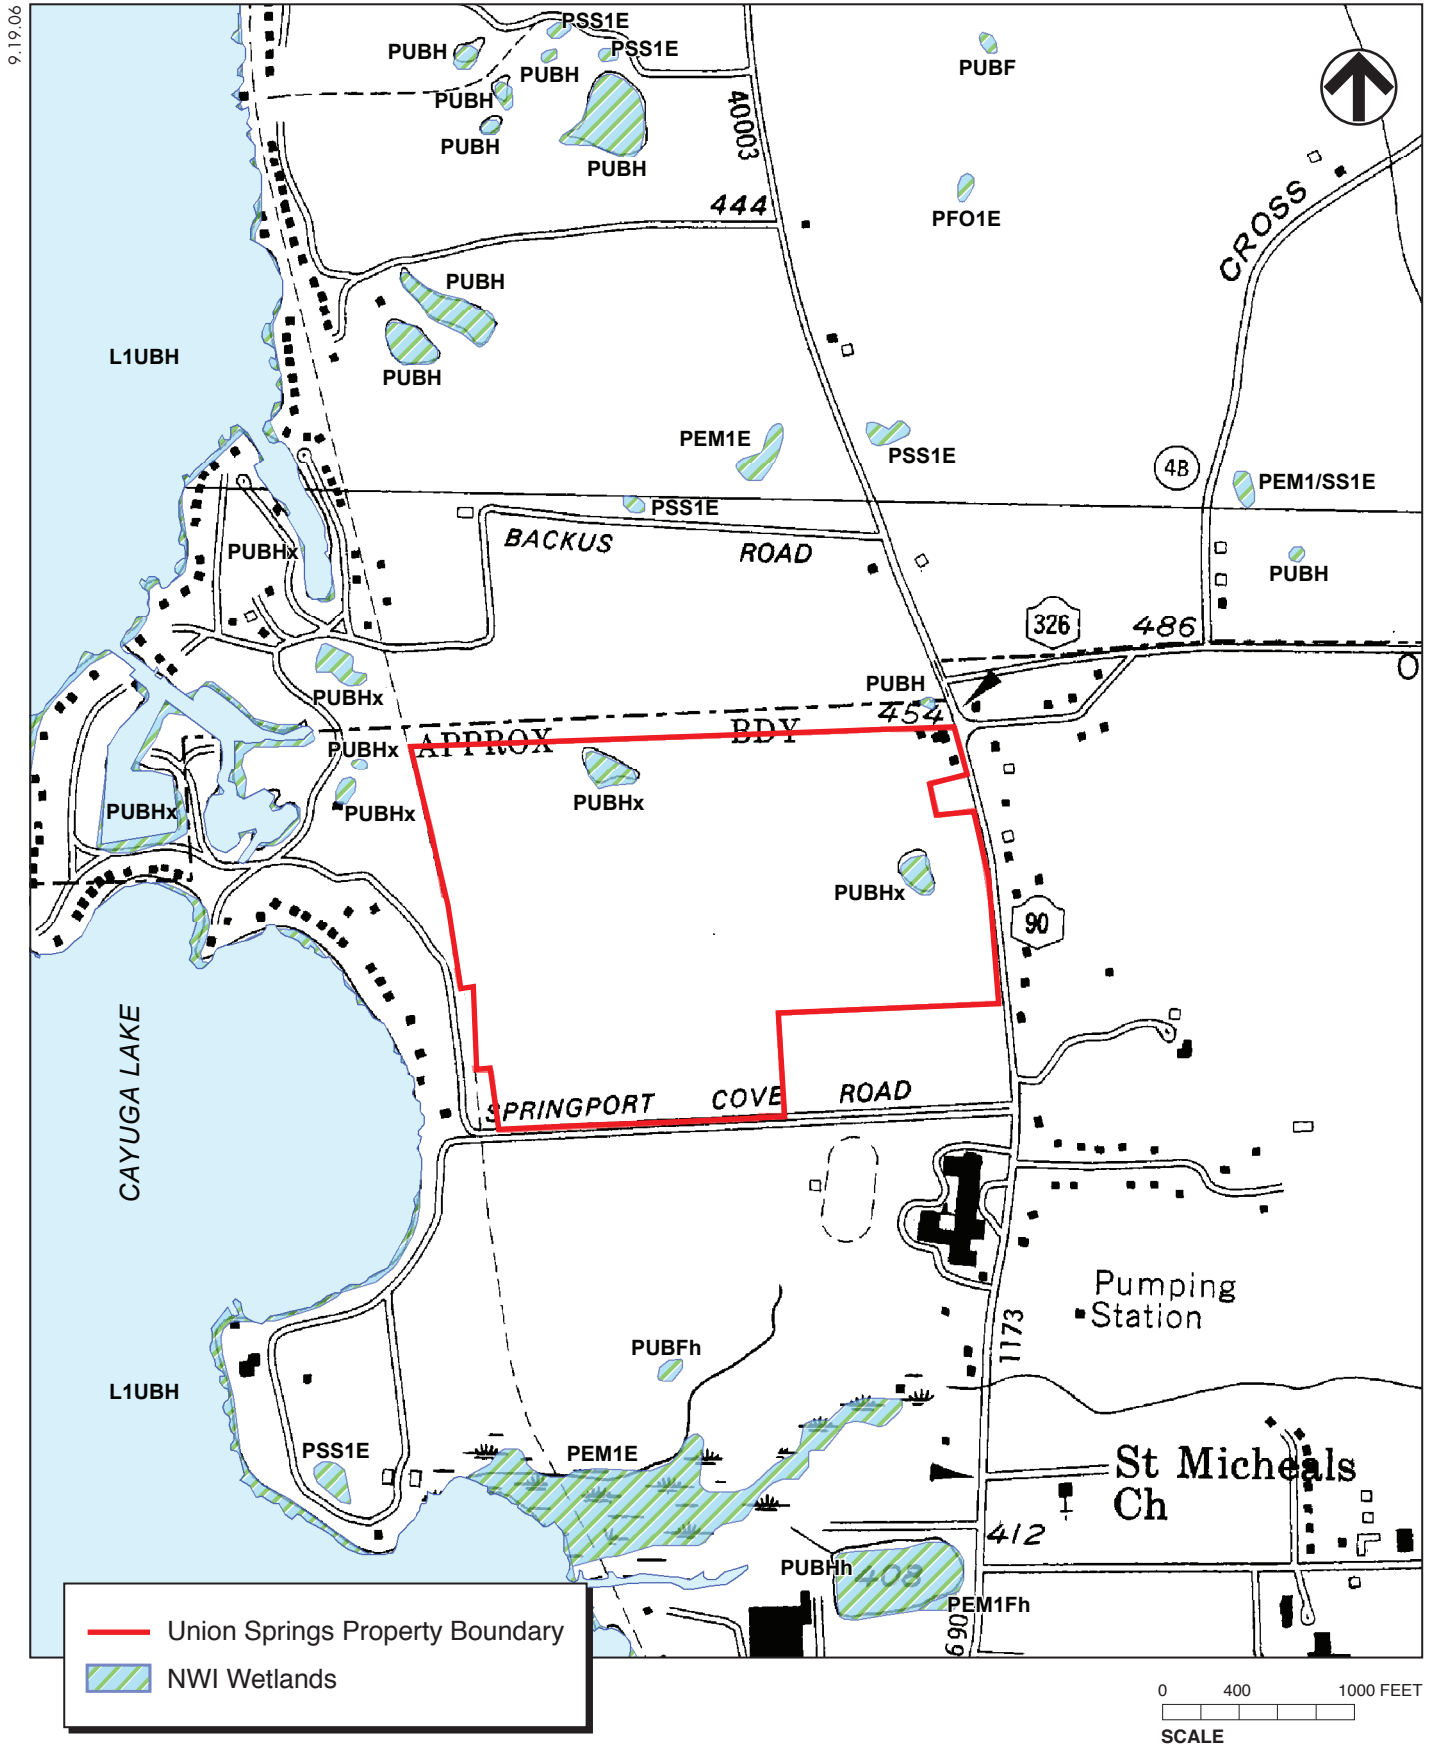 9.19.06
PSS1E
PUBH
PSS1E
PUBH
PUBF
PUBH
40003
PUBH
PUBH
444
PFO1E
CROSS
PUBH
L1UBH
PUBH
PEM1E
PSS1E
4B
PEM1/SS1E
PSS1E
BACKUS ROAD
PUBHx
PUBH
326
486
PUBHx
PUBH
454
APPROX BDY
PUBHx
PUBHx
PUBHx
PUBHx
PUBHx
90
CAYUGA LAKE
SPRINGPORT COVE ROAD
Pumping
Station
1173
PUBFh
L1UBH
PSS1E
PEM1E
St Micheals
Ch
412
PUBHh
408
PEM1Fh
690
Union Springs Property Boundary
NWI Wetlands
0 400 1000 FEET
SCALE